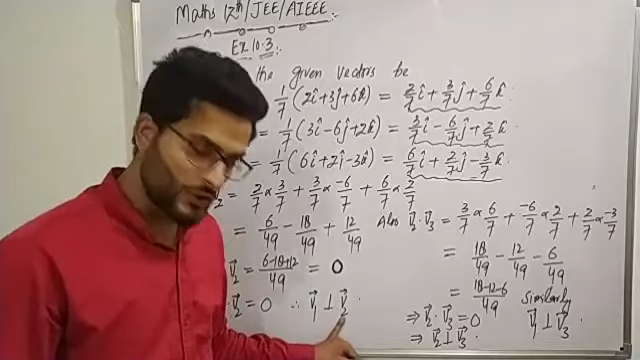 Maths 12th/JEE/AIEEE:-
Ex 10.3:-
the given vectors be
1/7 (2î+3ĵ+6k̂) = 2/7 î + 3/7 ĵ + 6/7 k̂.
= 1/7 (3î-6ĵ+2k̂) = 3/7 î - 6/7 ĵ + 2/7 k̂.
= 1/7 (6î+2ĵ-3k̂) = 6/7 î + 2/7 ĵ - 3/7 k̂.
2 = 2/7 × 3/7 + 3/7 × -6/7 + 6/7 × 2/7
= 6/49 - 18/49 + 12/49
V⃗2 = 6-18+12/49 = 0
V⃗2 = 0 ∴ V⃗1 ⊥ V⃗2.
Also V⃗2.V⃗3 = 3/7 × 6/7 + -6/7 × 2/7 + 2/7 × -3/7
= 18/49 - 12/49 - 6/49
= 18-12-6/49
⇒ V⃗2.V⃗3 = 0
⇒ V⃗2 ⊥ V⃗3.
Similarly
V⃗1 ⊥ V⃗3.